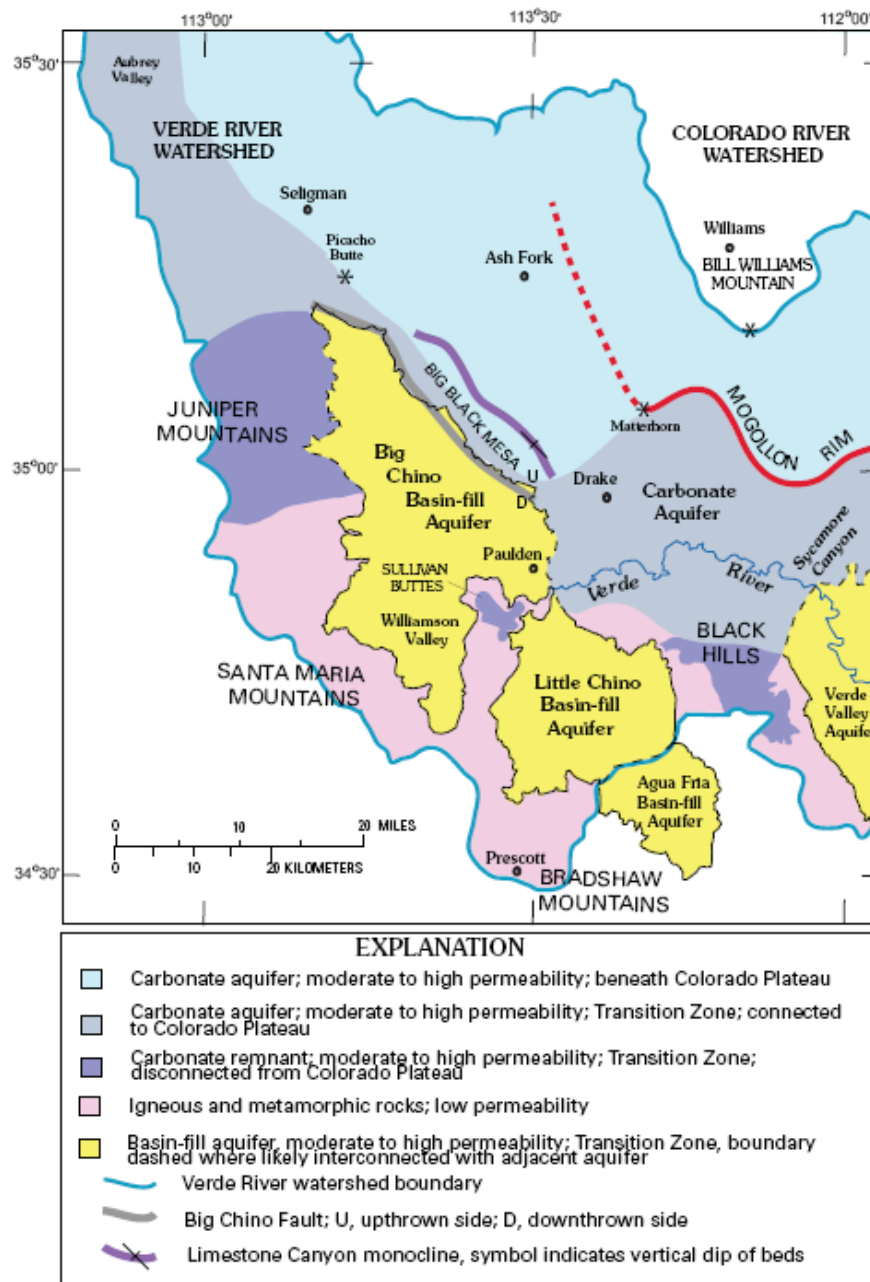 113°00'
113°30'
112°00'
35°30'
Aubrey
Valley
VERDE RIVER
WATERSHED
COLORADO RIVER
WATERSHED
Seligman
Williams
Picacho
Butte
Ash Fork
BILL WILLIAMS
MOUNTAIN
JUNIPER
MOUNTAINS
BIG BLACK MESA
Matterhorn
MOGOLLON RIM
35°00'
Big
Chino
Basin-fill
Aquifer
U
D
Drake
Carbonate
Aquifer
Sycamore
Canyon
Paulden
SULLIVAN
BUTTES
Verde River
Williamson
Valley
BLACK
HILLS
SANTA MARIA
MOUNTAINS
Little Chino
Basin-fill
Aquifer
Verde
Valley
Aquifer
Agua Fria
Basin-fill
Aquifer
0 10 20 MILES
0 10 20 KILOMETERS
Prescott
34°30'
BRADSHAW
MOUNTAINS
EXPLANATION
Carbonate aquifer; moderate to high permeability; beneath Colorado Plateau
Carbonate aquifer; moderate to high permeability; Transition Zone; connected
to Colorado Plateau
Carbonate remnant; moderate to high permeability; Transition Zone;
disconnected from Colorado Plateau
Igneous and metamorphic rocks; low permeability
Basin-fill aquifer, moderate to high permeability; Transition Zone, boundary
dashed where likely interconnected with adjacent aquifer
Verde River watershed boundary
Big Chino Fault; U, upthrown side; D, downthrown side
Limestone Canyon monocline, symbol indicates vertical dip of beds